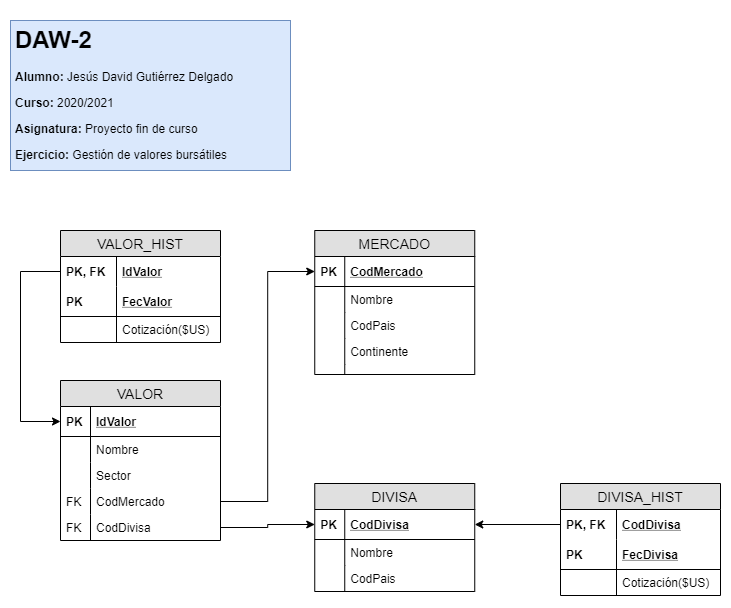 DAW-2
Alumno: Jesús David Gutiérrez Delgado
Curso: 2020/2021
Asignatura: Proyecto fin de curso
Ejercicio: Gestión de valores bursátiles
VALOR_HIST
PK, FK IdValor
PK FecValor
Cotización($US)
MERCADO
PK CodMercado
Nombre
CodPais
Continente
VALOR
PK IdValor
Nombre
Sector
FK CodMercado
FK CodDivisa
DIVISA
PK CodDivisa
Nombre
CodPais
DIVISA_HIST
PK, FK CodDivisa
PK FecDivisa
Cotización($US)